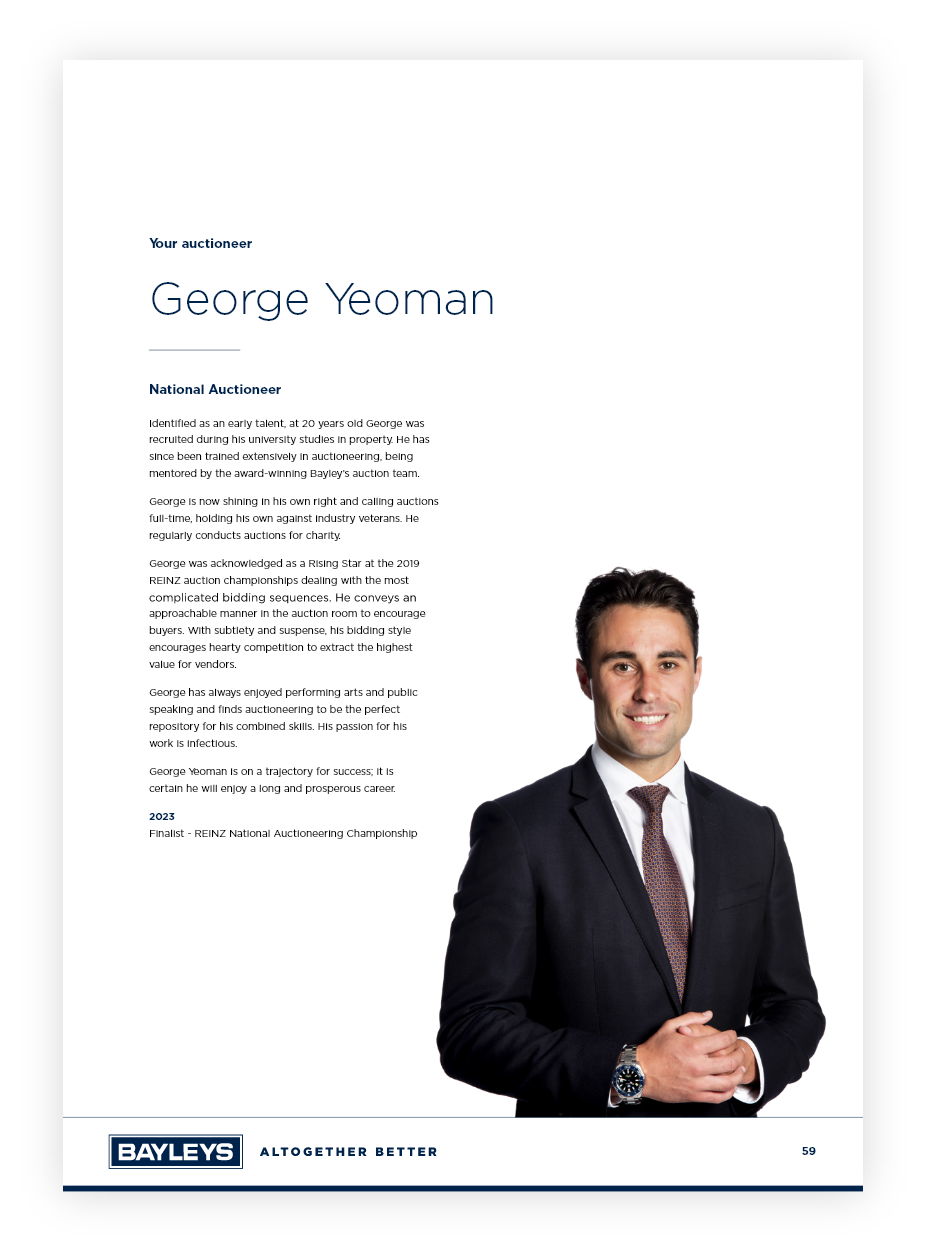 Your auctioneer
George Yeoman
National Auctioneer
Identified as an early talent, at 20 years old George was
recruited during his university studies in property. He has
since been trained extensively in auctioneering, being
mentored by the award-winning Bayley's auction team.
George is now shining in his own right and calling auctions
full-time, holding his own against industry veterans. He
regularly conducts auctions for charity.
George was acknowledged as a Rising Star at the 2019
REINZ auction championships dealing with the most
complicated bidding sequences. He conveys an
approachable manner in the auction room to encourage
buyers. With subtlety and suspense, his bidding style
encourages hearty competition to extract the highest
value for vendors.
George has always enjoyed performing arts and public
speaking and finds auctioneering to be the perfect
repository for his combined skills. His passion for his
work is infectious.
George Yeoman is on a trajectory for success; it is
certain he will enjoy a long and prosperous career.
2023
Finalist - REINZ National Auctioneering Championship
BAYLEYS ALTOGETHER BETTER 59